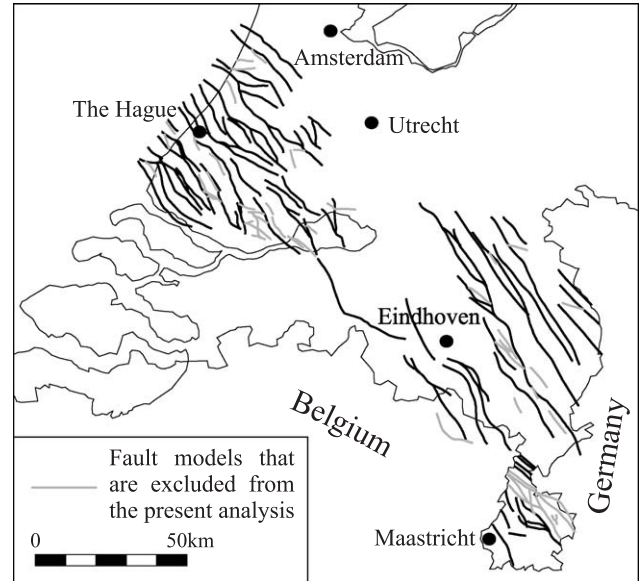 Amsterdam
The Hague
Utrecht
Eindhoven
Belgium
Germany
Fault models that
are excluded from
the present analysis
0 50km
Maastricht